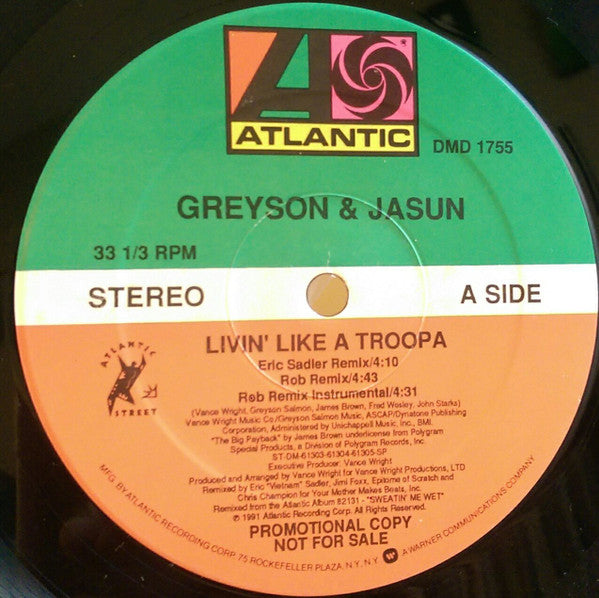 ATLANTIC
DMD 1755
GREYSON & JASUN
33 1/3 RPM
STEREO
A SIDE
LIVIN' LIKE A TROOPA
Eric Sadler Remix/4:10
Rob Remix/4:43
Rob Remix Instrumental/4:31
(Vance Wright, Greyson Salmon, James Brown, Fred Wesley, John Starks)
Vance Wright Music Co./Greyson Salmon Music, ASCAP/Dynatone Publishing
Corporation, Administered by Unichappell Music Inc., BMI.
"The Big Payback" by James Brown underlicense from Polygram
Special Products, a Division of Polygram Records, Inc.
ST-DM-61303-61304-61305-SP
Executive Producer: Vance Wright
Produced and Arranged by Vance Wright for Vance Wright Productions, LTD
Remixed by Eric "Vietnam" Sadler, Jimi Foxx, Epitome of Scratch and
Chris Champion for Your Mother Makes Beats, Inc.
Remixed from the Atlantic Album 82131 - "SWEATIN' ME WET"
℗ 1991 Atlantic Recording Corp. All Rights Reserved.
PROMOTIONAL COPY
NOT FOR SALE
ATLANTIC
STREET
MFG. BY ATLANTIC RECORDING CORP. 75 ROCKEFELLER PLAZA, N.Y., N.Y. A WARNER COMMUNICATIONS COMPANY